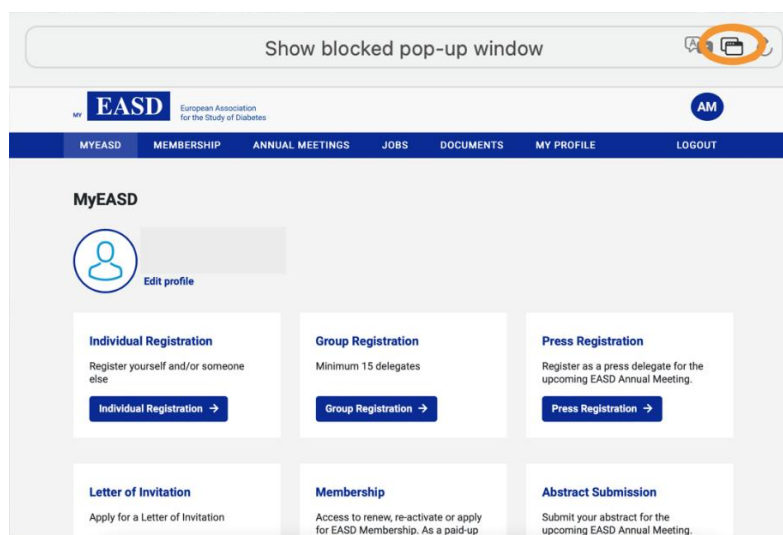 Show blocked pop-up window
MY EASD European Association
for the Study of Diabetes
AM
MYEASD MEMBERSHIP ANNUAL MEETINGS JOBS DOCUMENTS MY PROFILE LOGOUT
MyEASD
Edit profile
Individual Registration
Register yourself and/or someone
else
Individual Registration →
Group Registration
Minimum 15 delegates
Group Registration →
Press Registration
Register as a press delegate for the
upcoming EASD Annual Meeting.
Press Registration →
Letter of Invitation
Apply for a Letter of Invitation
Membership
Access to renew, re-activate or apply
for EASD Membership. As a paid-up
Abstract Submission
Submit your abstract for the
upcoming EASD Annual Meeting.